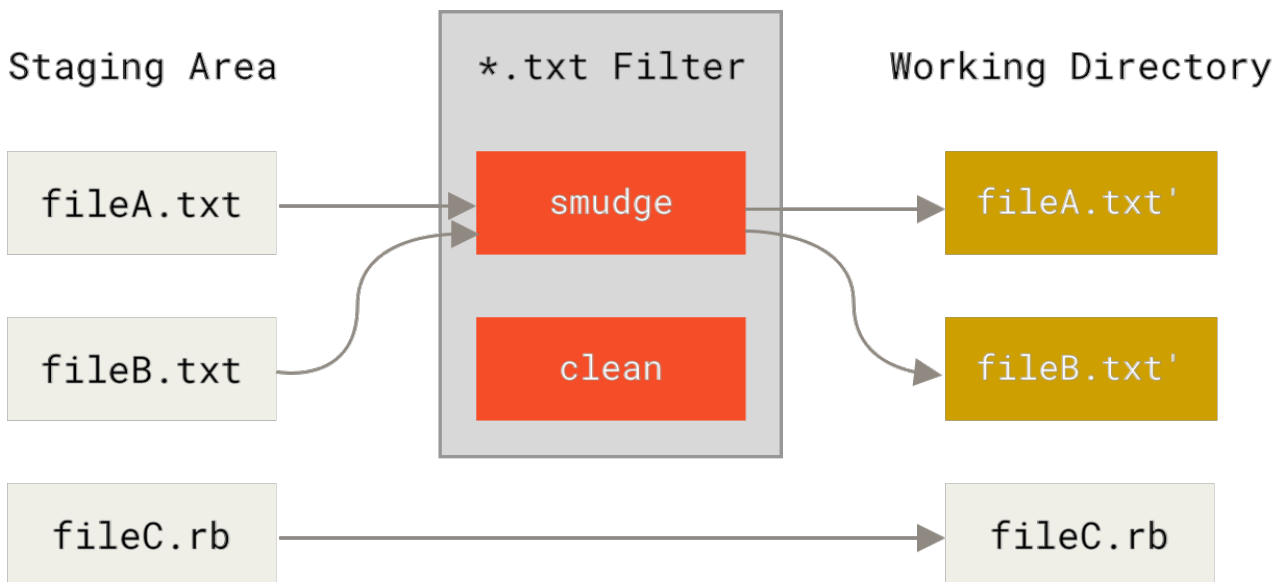 Staging Area
*.txt Filter
Working Directory
fileA.txt
smudge
fileA.txt'
fileB.txt
clean
fileB.txt'
fileC.rb
fileC.rb